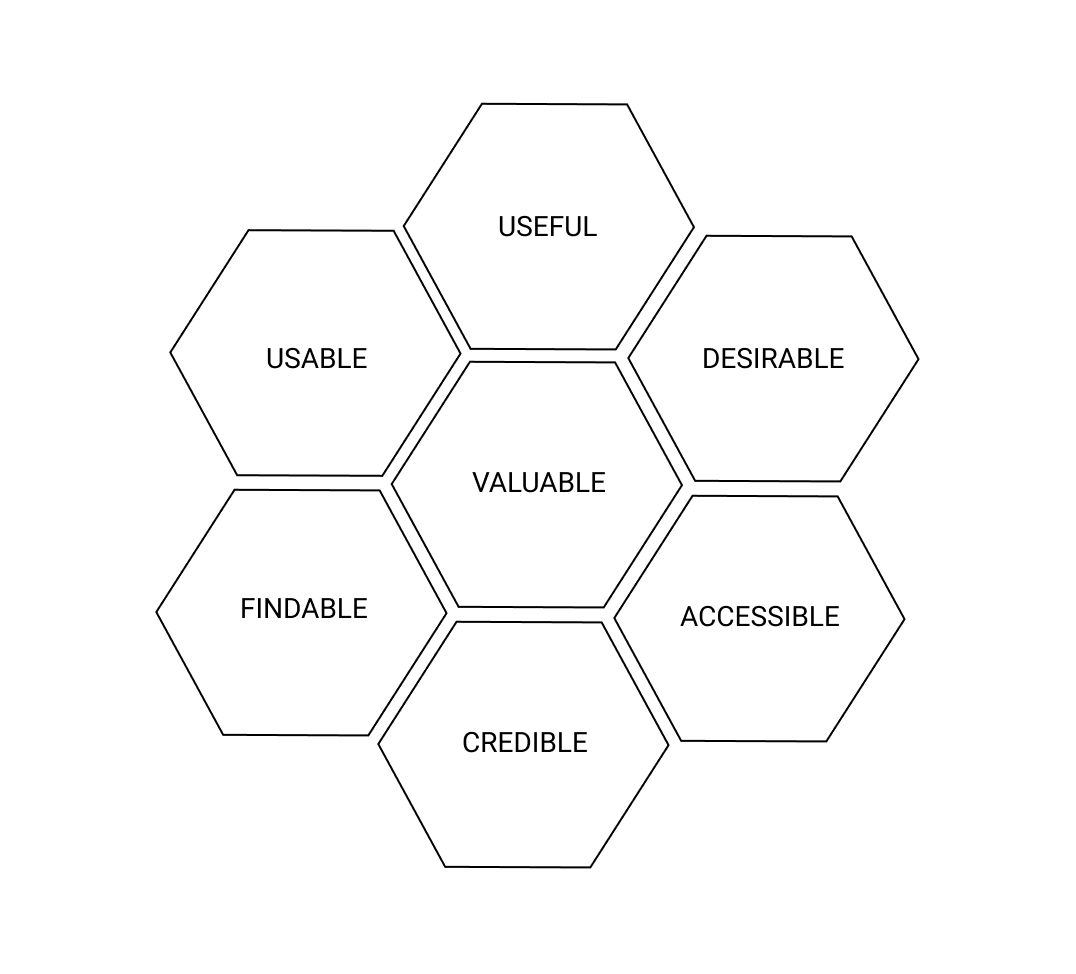 USEFUL
USABLE
DESIRABLE
VALUABLE
FINDABLE
ACCESSIBLE
CREDIBLE